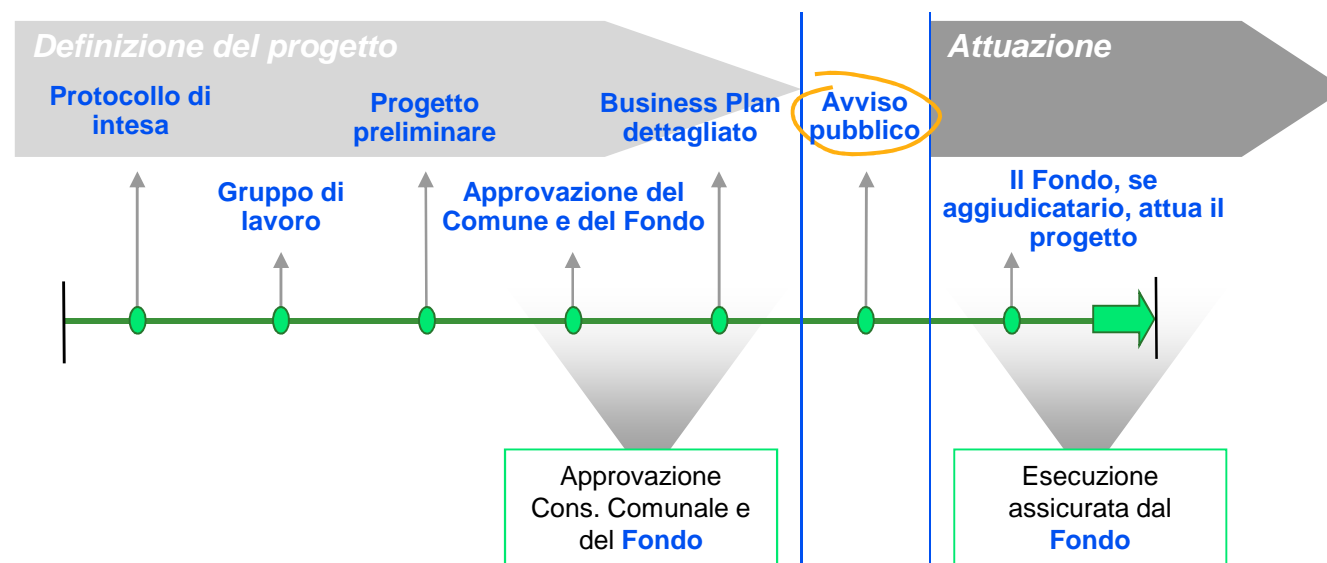 Definizione del progetto
Attuazione
Protocollo di
intesa
Progetto
preliminare
Business Plan
dettagliato
Avviso
pubblico
Gruppo di
lavoro
Approvazione del
Comune e del Fondo
Il Fondo, se
aggiudicatario, attua il
progetto
Approvazione
Cons. Comunale e
del Fondo
Esecuzione
assicurata dal
Fondo